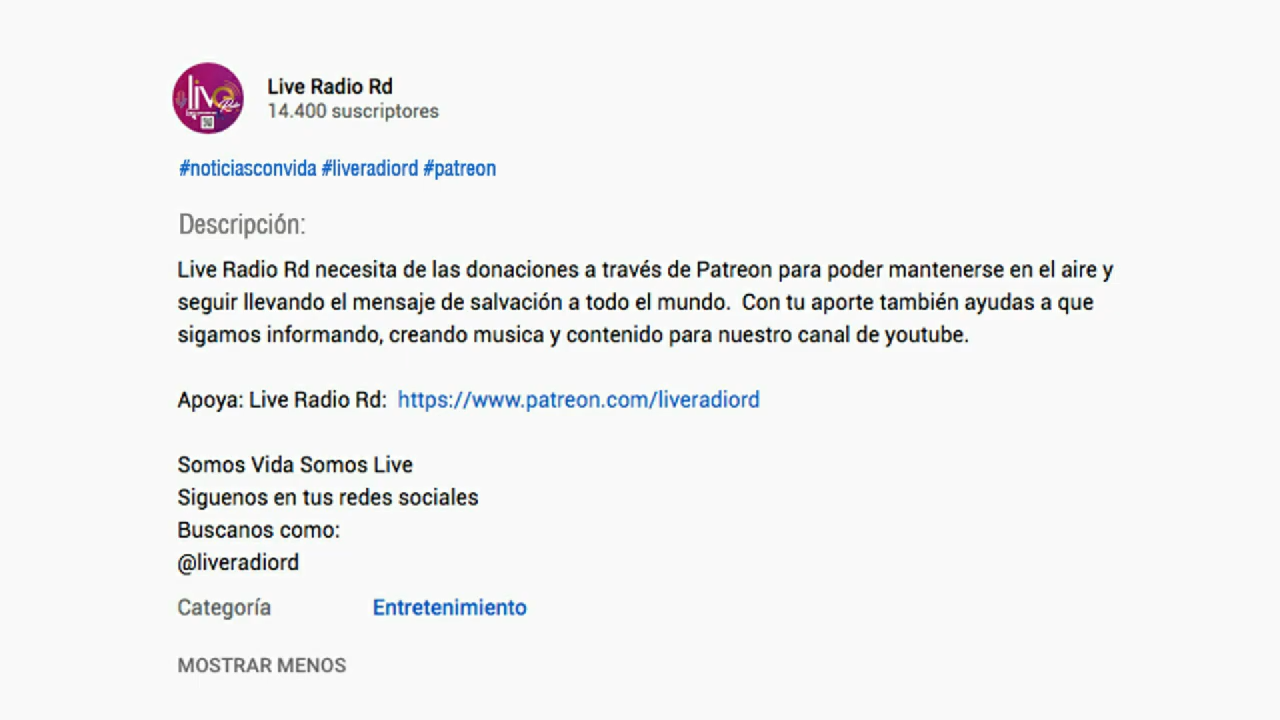 live
Radio
Live Radio Rd
14.400 suscriptores
#noticiasconvida #liveradiord #patreon
Descripción:
Live Radio Rd necesita de las donaciones a través de Patreon para poder mantenerse en el aire y
seguir llevando el mensaje de salvación a todo el mundo. Con tu aporte también ayudas a que
sigamos informando, creando musica y contenido para nuestro canal de youtube.
Apoya: Live Radio Rd: https://www.patreon.com/liveradiord
Somos Vida Somos Live
Siguenos en tus redes sociales
Buscanos como:
@liveradiord
Categoría Entretenimiento
MOSTRAR MENOS